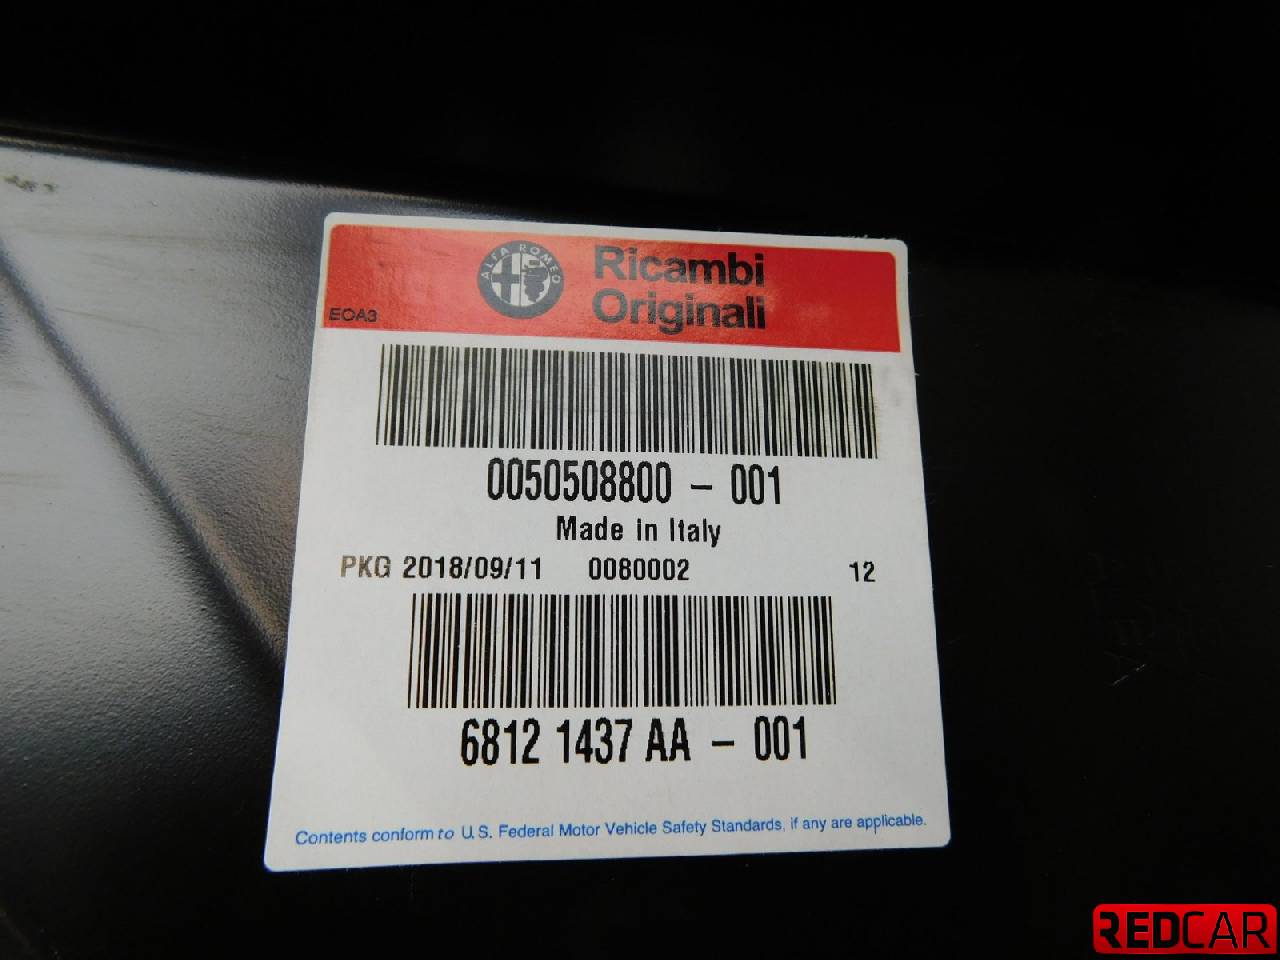 ALFA ROMEO
Ricambi
Originali
EOA3
0050508800 - 001
Made in Italy
PKG 2018/09/11 0080002 12
6812 1437 AA - 001
Contents conform to U.S. Federal Motor Vehicle Safety Standards, if any are applicable.
REDCAR